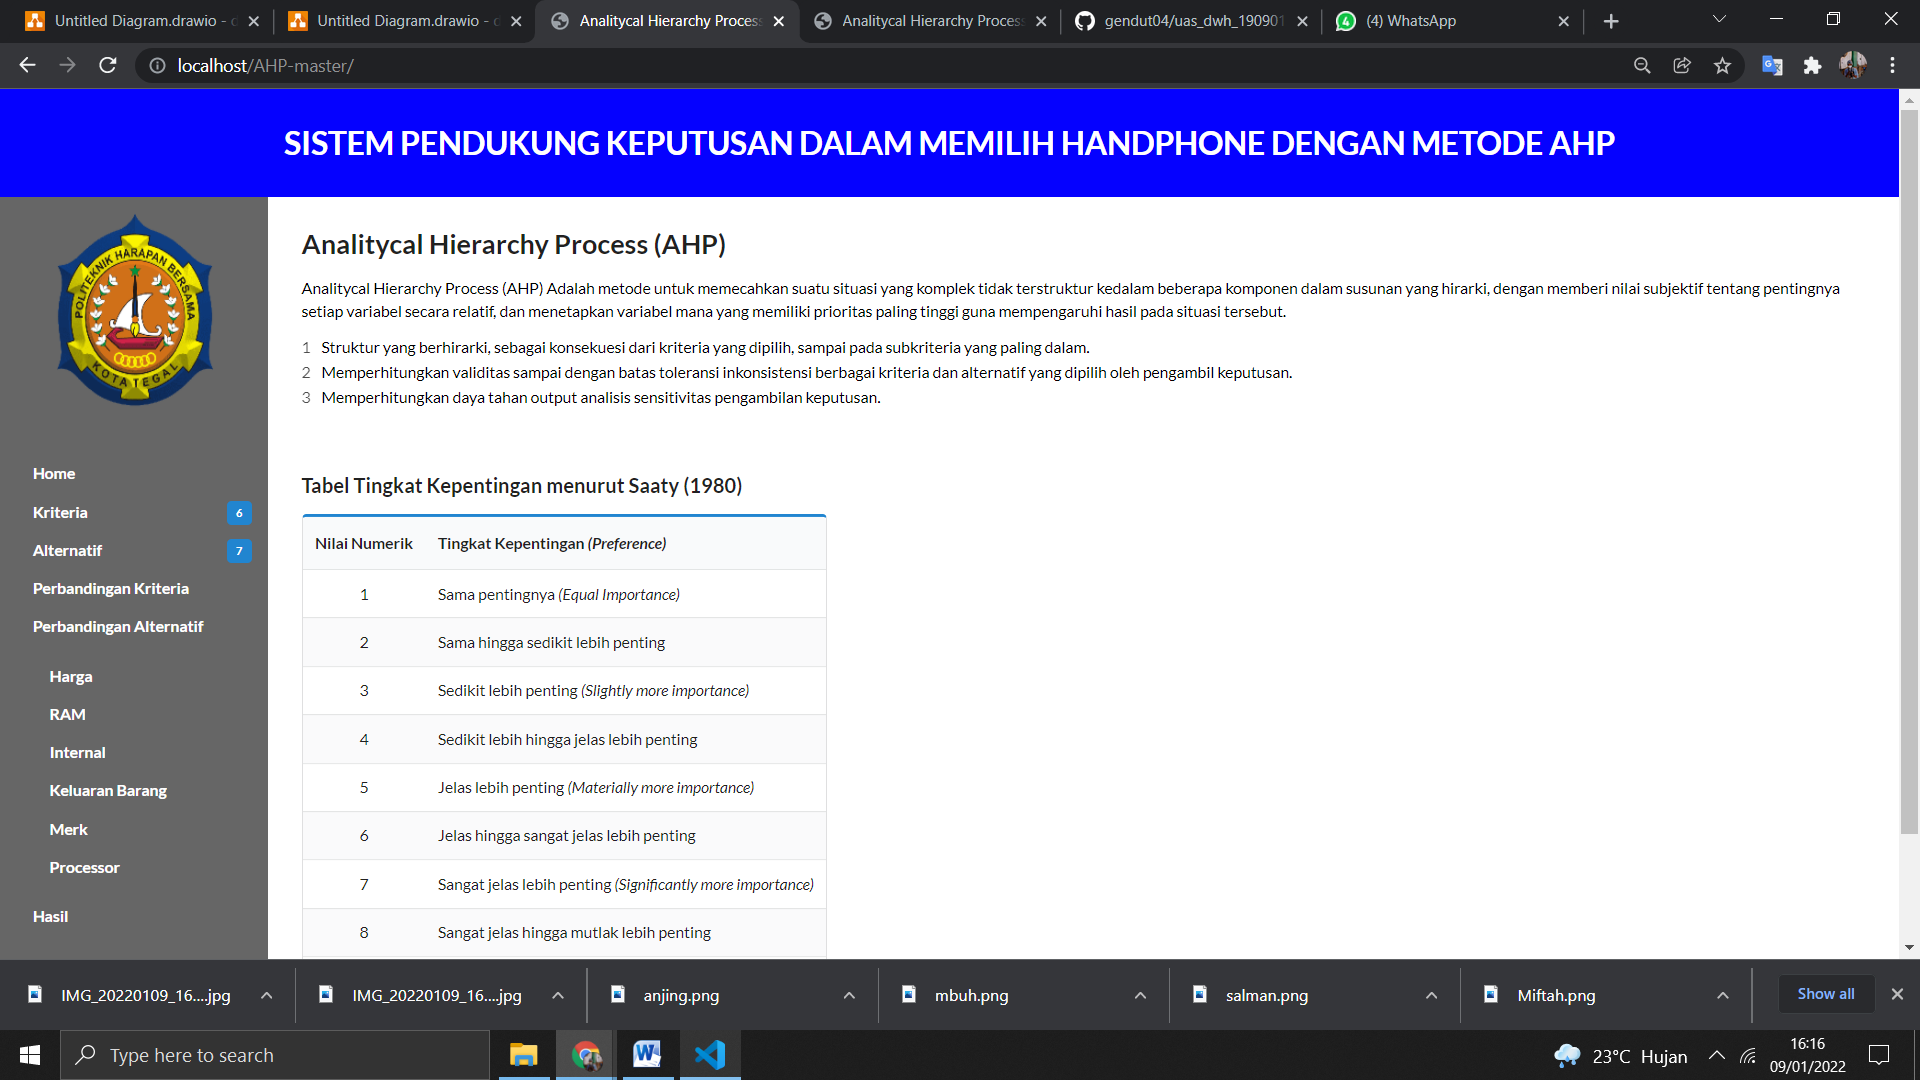 Untitled Diagram.drawio -
Untitled Diagram.drawio -
Analitycal Hierarchy Process
Analitycal Hierarchy Process
gendut04/uas_dwh_190901
(4) WhatsApp
localhost/AHP-master/
SISTEM PENDUKUNG KEPUTUSAN DALAM MEMILIH HANDPHONE DENGAN METODE AHP
POLITEKNIK HARAPAN BERSAMA
KOTA TEGAL
Home
Kriteria 6
Alternatif 7
Perbandingan Kriteria
Perbandingan Alternatif
Harga
RAM
Internal
Keluaran Barang
Merk
Processor
Hasil
Analitycal Hierarchy Process (AHP)
Analitycal Hierarchy Process (AHP) Adalah metode untuk memecahkan suatu situasi yang komplek tidak terstruktur kedalam beberapa komponen dalam susunan yang hirarki, dengan memberi nilai subjektif tentang pentingnya
setiap variabel secara relatif, dan menetapkan variabel mana yang memiliki prioritas paling tinggi guna mempengaruhi hasil pada situasi tersebut.
1 Struktur yang berhirarki, sebagai konsekuesi dari kriteria yang dipilih, sampai pada subkriteria yang paling dalam.
2 Memperhitungkan validitas sampai dengan batas toleransi inkonsistensi berbagai kriteria dan alternatif yang dipilih oleh pengambil keputusan.
3 Memperhitungkan daya tahan output analisis sensitivitas pengambilan keputusan.
Tabel Tingkat Kepentingan menurut Saaty (1980)
Nilai Numerik Tingkat Kepentingan (Preference)
1 Sama pentingnya (Equal Importance)
2 Sama hingga sedikit lebih penting
3 Sedikit lebih penting (Slightly more importance)
4 Sedikit lebih hingga jelas lebih penting
5 Jelas lebih penting (Materially more importance)
6 Jelas hingga sangat jelas lebih penting
7 Sangat jelas lebih penting (Significantly more importance)
8 Sangat jelas hingga mutlak lebih penting
IMG_20220109_16....jpg
IMG_20220109_16....jpg
anjing.png
mbuh.png
salman.png
Miftah.png
Show all
Type here to search
23°C Hujan
16:16
09/01/2022